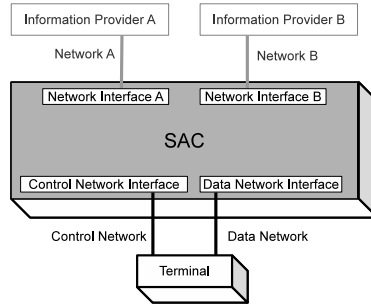 Information Provider A
Information Provider B
Network A
Network B
Network Interface A
Network Interface B
SAC
Control Network Interface
Data Network Interface
Control Network
Data Network
Terminal